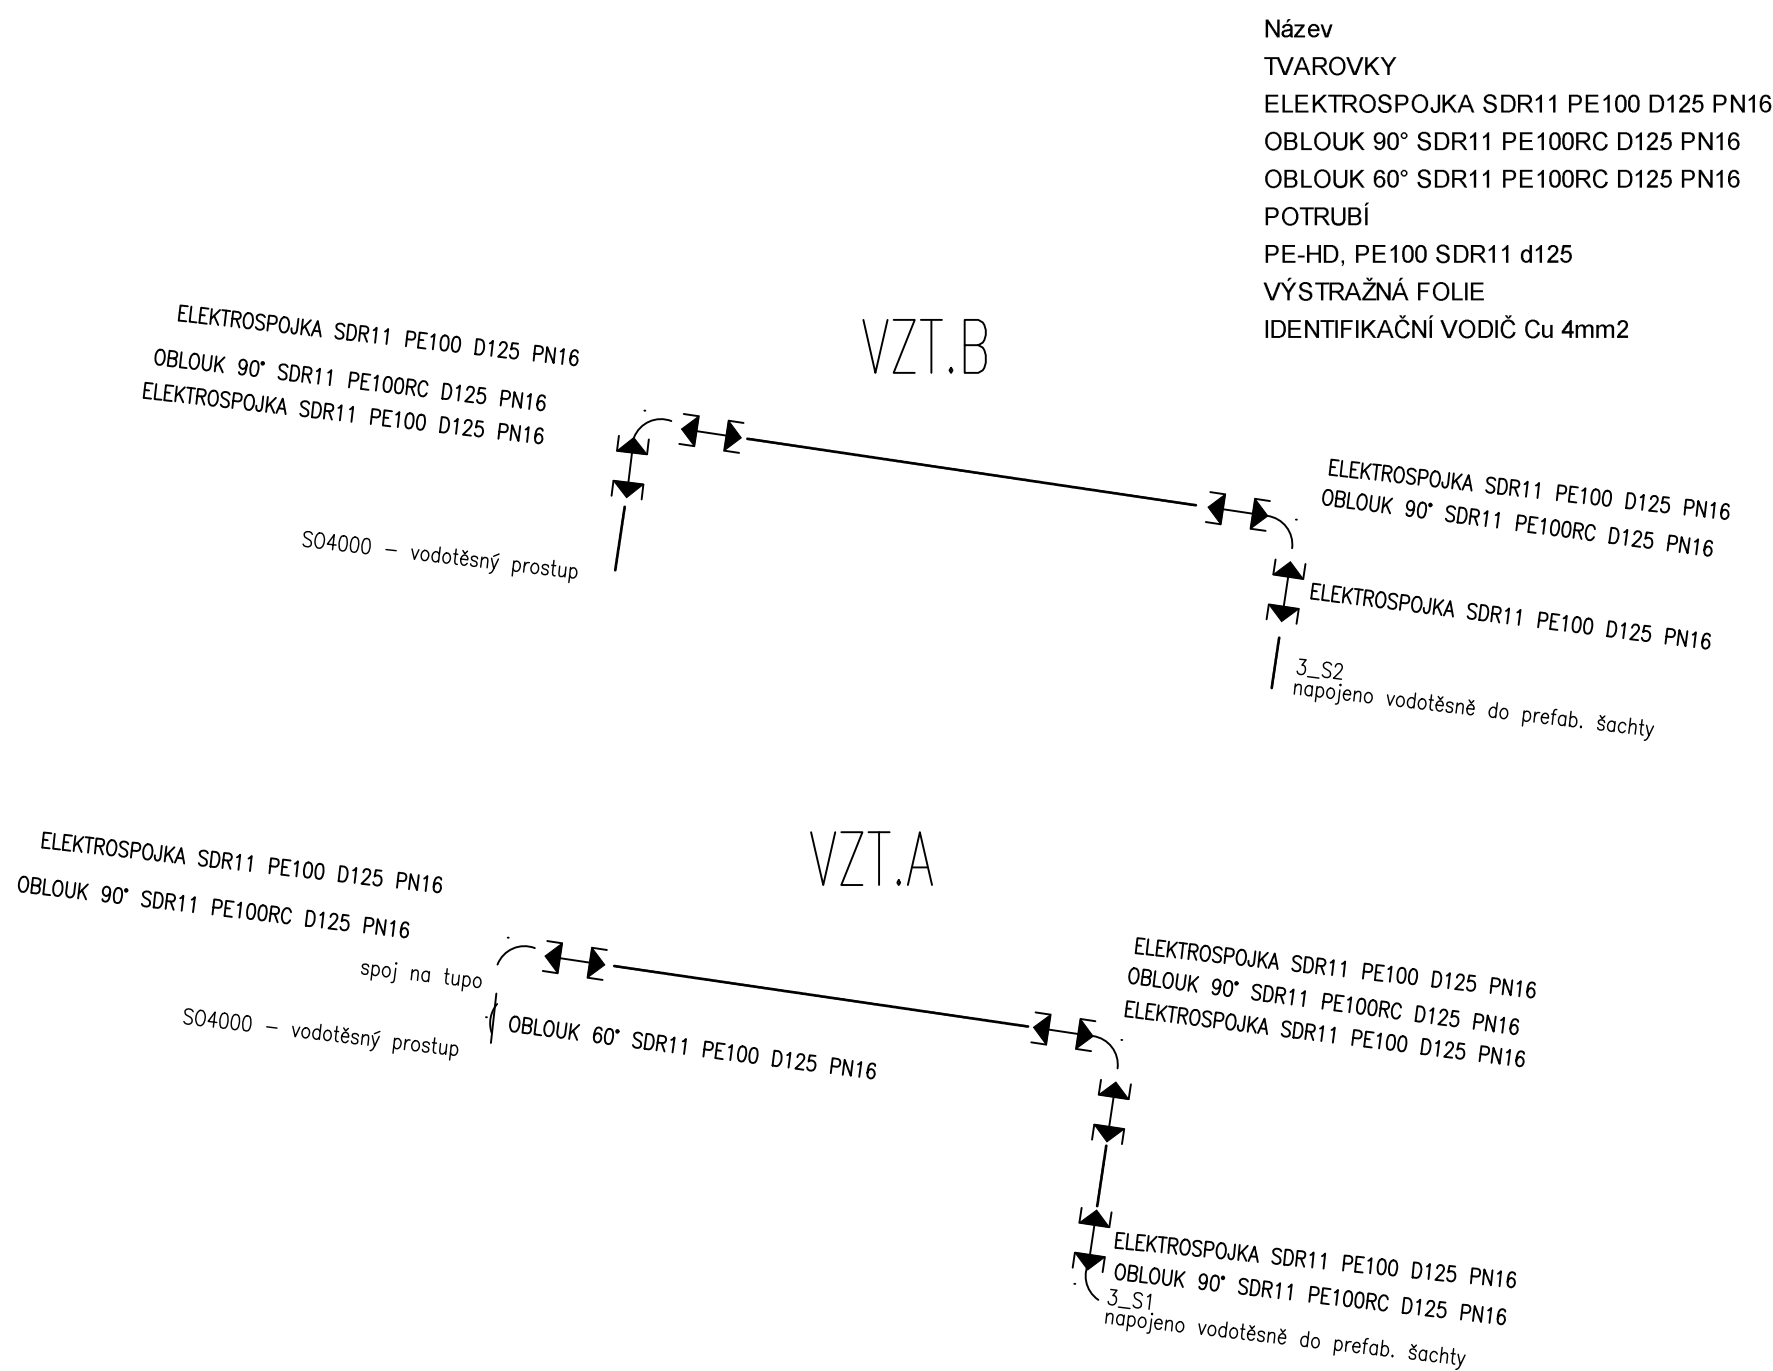 Název
TVAROVKY
ELEKTROSPOJKA SDR11 PE100 D125 PN16
OBLOUK 90° SDR11 PE100RC D125 PN16
OBLOUK 60° SDR11 PE100RC D125 PN16
POTRUBÍ
PE-HD, PE100 SDR11 d125
VÝSTRAŽNÁ FOLIE
IDENTIFIKAČNÍ VODIČ Cu 4mm2
VZT.B
ELEKTROSPOJKA SDR11 PE100 D125 PN16
OBLOUK 90° SDR11 PE100RC D125 PN16
ELEKTROSPOJKA SDR11 PE100 D125 PN16
SO4000 – vodotěsný prostup
ELEKTROSPOJKA SDR11 PE100 D125 PN16
OBLOUK 90° SDR11 PE100RC D125 PN16
ELEKTROSPOJKA SDR11 PE100 D125 PN16
3_S2
napojeno vodotěsně do prefab. šachty
VZT.A
ELEKTROSPOJKA SDR11 PE100 D125 PN16
OBLOUK 90° SDR11 PE100RC D125 PN16
spoj na tupo
SO4000 – vodotěsný prostup
OBLOUK 60° SDR11 PE100 D125 PN16
ELEKTROSPOJKA SDR11 PE100 D125 PN16
OBLOUK 90° SDR11 PE100RC D125 PN16
ELEKTROSPOJKA SDR11 PE100 D125 PN16
ELEKTROSPOJKA SDR11 PE100 D125 PN16
OBLOUK 90° SDR11 PE100RC D125 PN16
3_S1
napojeno vodotěsně do prefab. šachty